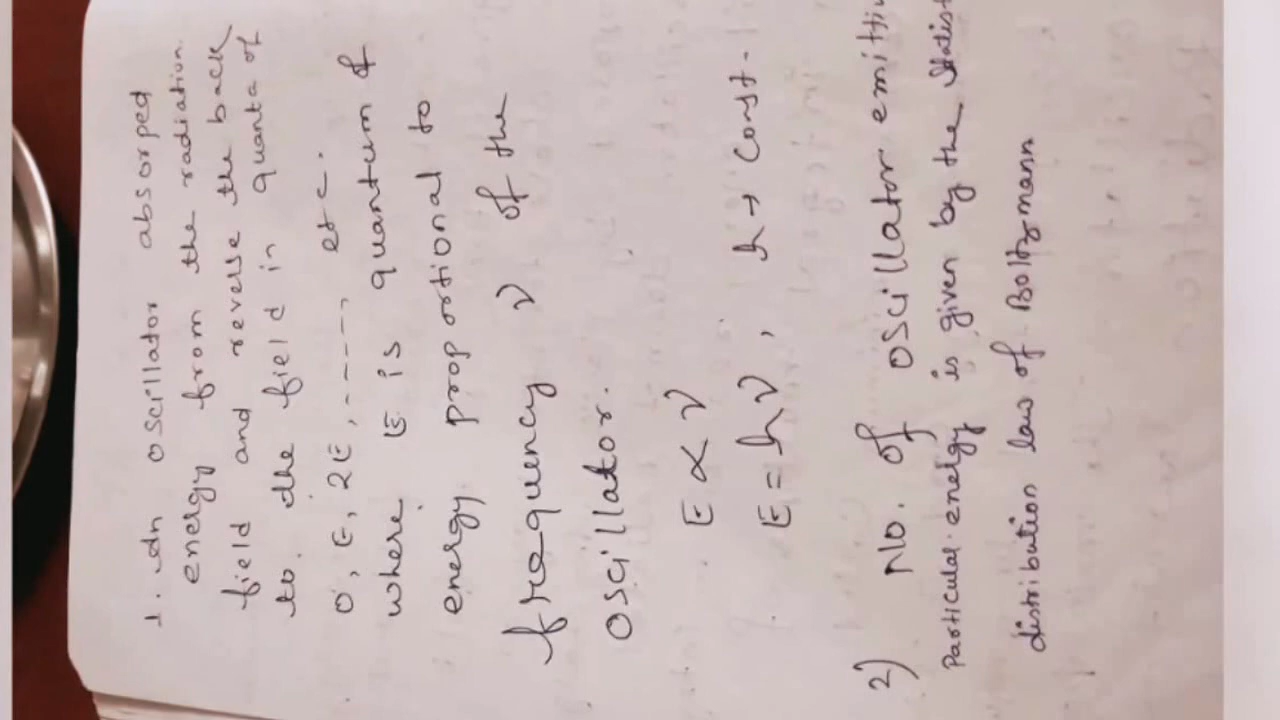 1. An oscillador absorped
energy from the radiation
field and reverse the back
to. the field in quanta of
0, E, 2E, -----, etc.
where E is quantum of
energy proportional to
frequency ν of the
oscillator.
E ∝ ν
E = hν, h → Const.
2) No. of oscillator emittin
Particular energy is given by the statist
distribution law of Boltzmann